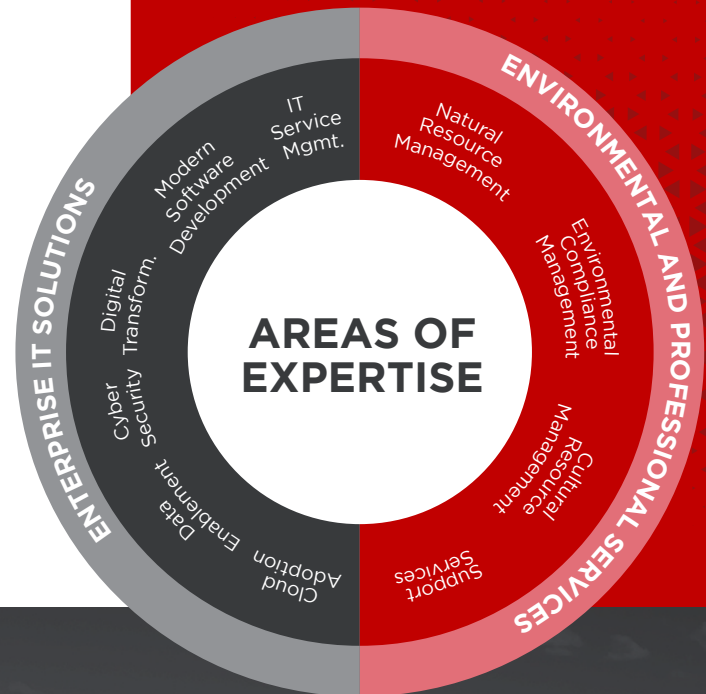 AREAS OF
EXPERTISE
ENTERPRISE IT SOLUTIONS
IT
Service
Mgmt.
Modern
Software
Development
Digital
Transform.
Cyber
Security
Data
Enablement
Cloud
Adoption
ENVIRONMENTAL AND PROFESSIONAL SERVICES
Natural
Resource
Management
Environmental
Compliance
Management
Cultural
Resource
Management
Support
Services